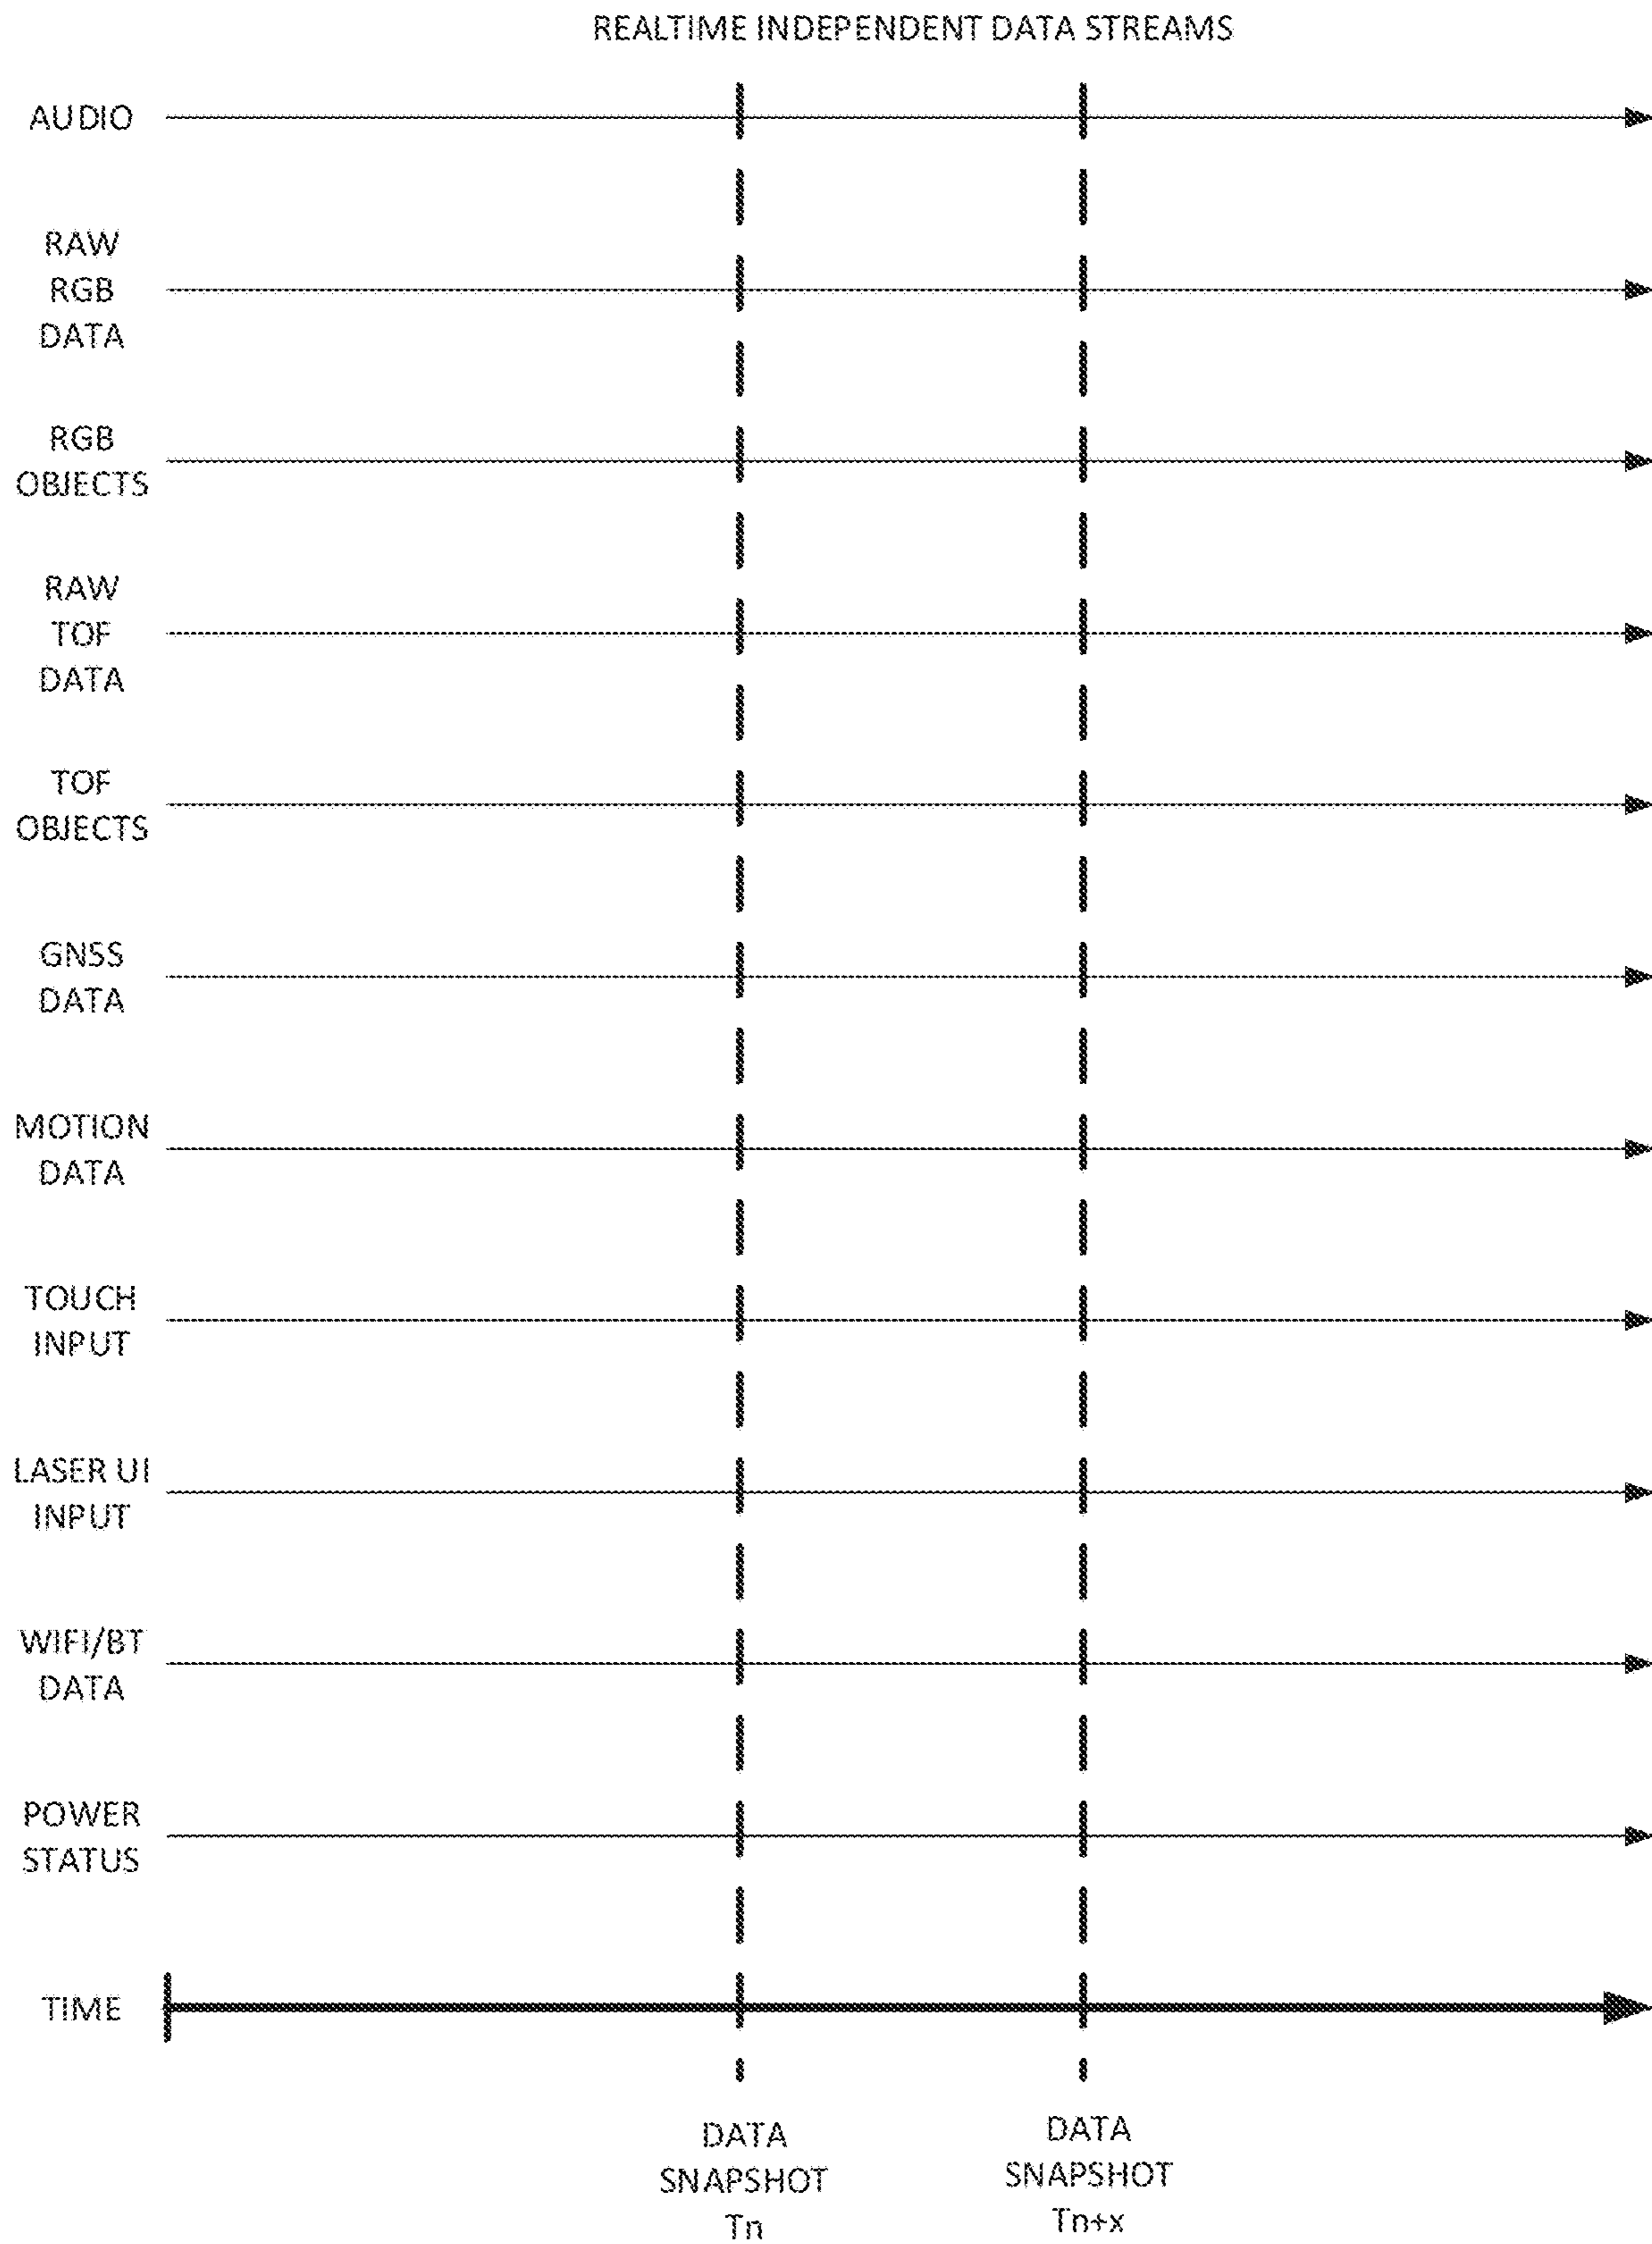 REALTIME INDEPENDENT DATA STREAMS
AUDIO
RAW
RGB
DATA
RGB
OBJECTS
RAW
TOF
DATA
TOF
OBJECTS
GNSS
DATA
MOTION
DATA
TOUCH
INPUT
LASER UI
INPUT
WIFI/BT
DATA
POWER
STATUS
TIME
DATA
SNAPSHOT
Tn
DATA
SNAPSHOT
Tn+x